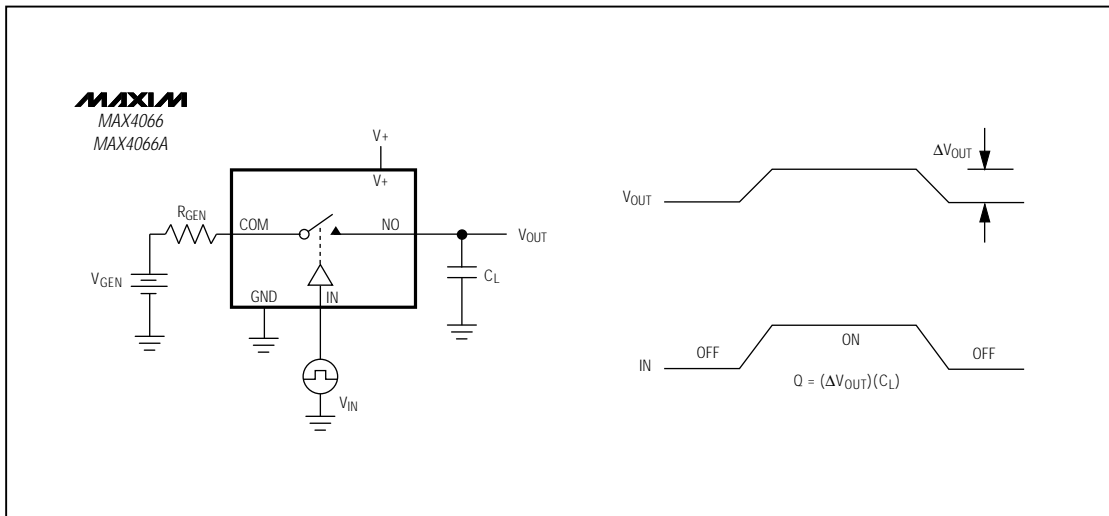 MAXIM
MAX4066
MAX4066A
V+
V+
RGEN
COM
NO
VOUT
VGEN
CL
GND
IN
VIN
ΔVOUT
VOUT
IN
OFF
ON
OFF
Q = (ΔVOUT)(CL)